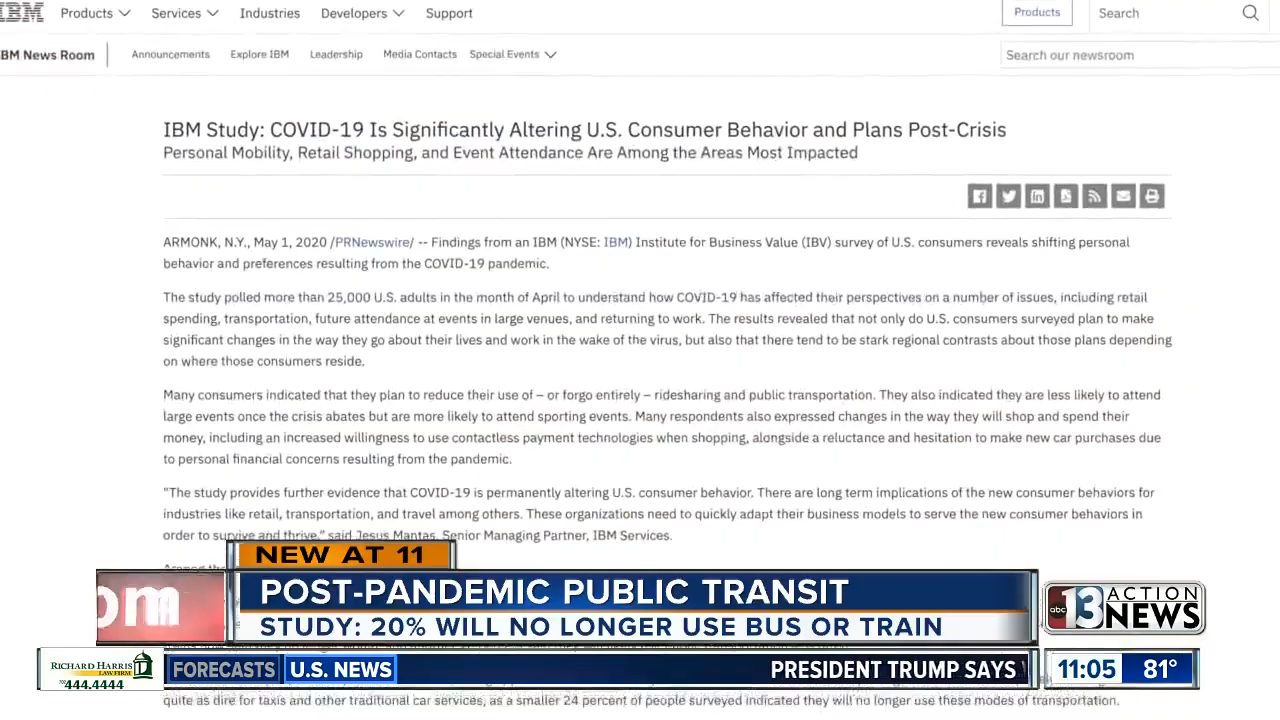 IBM Products Services Industries Developers Support Products Search
BM News Room Announcements Explore IBM Leadership Media Contacts Special Events Search our newsroom
IBM Study: COVID-19 Is Significantly Altering U.S. Consumer Behavior and Plans Post-Crisis
Personal Mobility, Retail Shopping, and Event Attendance Are Among the Areas Most Impacted
ARMONK, N.Y., May 1, 2020 /PRNewswire/ -- Findings from an IBM (NYSE: IBM) Institute for Business Value (IBV) survey of U.S. consumers reveals shifting personal
behavior and preferences resulting from the COVID-19 pandemic.
The study polled more than 25,000 U.S. adults in the month of April to understand how COVID-19 has affected their perspectives on a number of issues, including retail
spending, transportation, future attendance at events in large venues, and returning to work. The results revealed that not only do U.S. consumers surveyed plan to make
significant changes in the way they go about their lives and work in the wake of the virus, but also that there tend to be stark regional contrasts about those plans depending
on where those consumers reside.
Many consumers indicated that they plan to reduce their use of – or forgo entirely – ridesharing and public transportation. They also indicated they are less likely to attend
large events once the crisis abates but are more likely to attend sporting events. Many respondents also expressed changes in the way they will shop and spend their
money, including an increased willingness to use contactless payment technologies when shopping, alongside a reluctance and hesitation to make new car purchases due
to personal financial concerns resulting from the pandemic.
"The study provides further evidence that COVID-19 is permanently altering U.S. consumer behavior. There are long term implications of the new consumer behaviors for
industries like retail, transportation, and travel among others. These organizations need to quickly adapt their business models to serve the new consumer behaviors in
order to survive and thrive," said Jesus Mantas, Senior Managing Partner, IBM Services.
NEW AT 11
om POST-PANDEMIC PUBLIC TRANSIT
STUDY: 20% WILL NO LONGER USE BUS OR TRAIN
abc 13 ACTION NEWS
RICHARD HARRIS
LAW FIRM
702 444.4444
FORECASTS U.S. NEWS PRESIDENT TRUMP SAYS 11:05 81°
quite as dire for taxis and other traditional car services, as a smaller 24 percent of people surveyed indicated they will no longer use these modes of transportation.